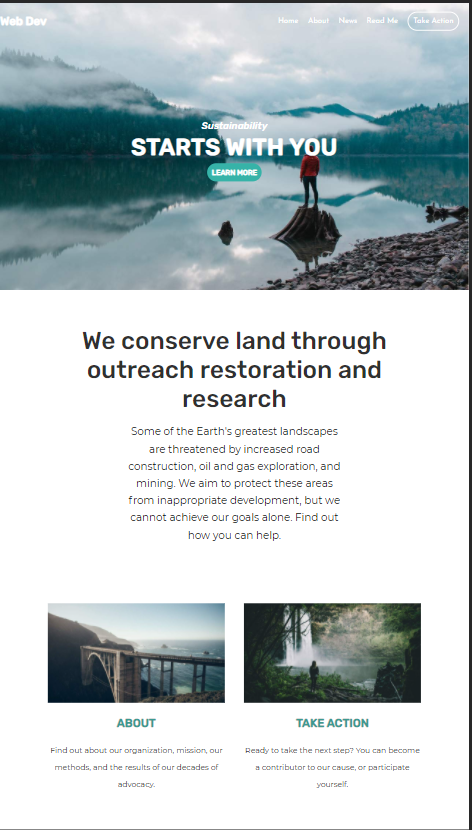 Web Dev
Home About News Read Me Take Action
Sustainability
STARTS WITH YOU
LEARN MORE
We conserve land through
outreach restoration and
research
Some of the Earth's greatest landscapes
are threatened by increased road
construction, oil and gas exploration, and
mining. We aim to protect these areas
from inappropriate development, but we
cannot achieve our goals alone. Find out
how you can help.
ABOUT
Find out about our organization, mission, our
methods, and the results of our decades of
advocacy.
TAKE ACTION
Ready to take the next step? You can become
a contributor to our cause, or participate
yourself.